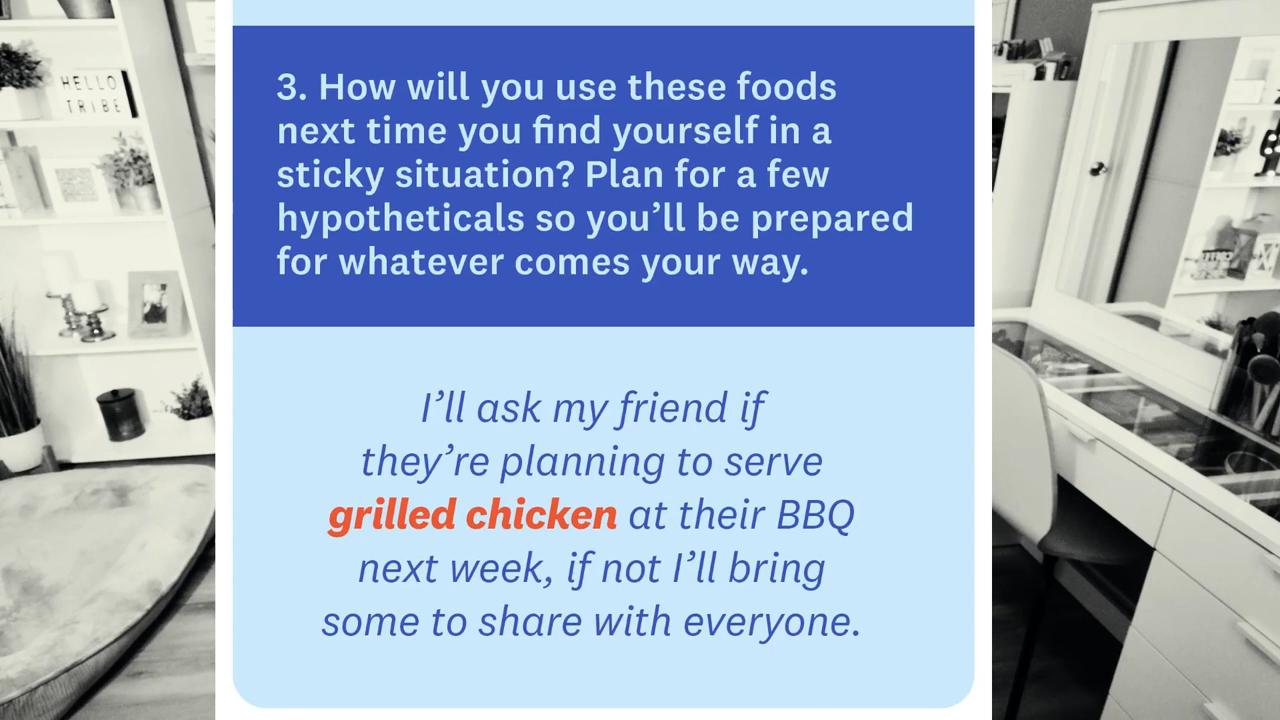 HELLO
TRIBE
3. How will you use these foods
next time you find yourself in a
sticky situation? Plan for a few
hypotheticals so you’ll be prepared
for whatever comes your way.
I’ll ask my friend if
they’re planning to serve
grilled chicken at their BBQ
next week, if not I’ll bring
some to share with everyone.